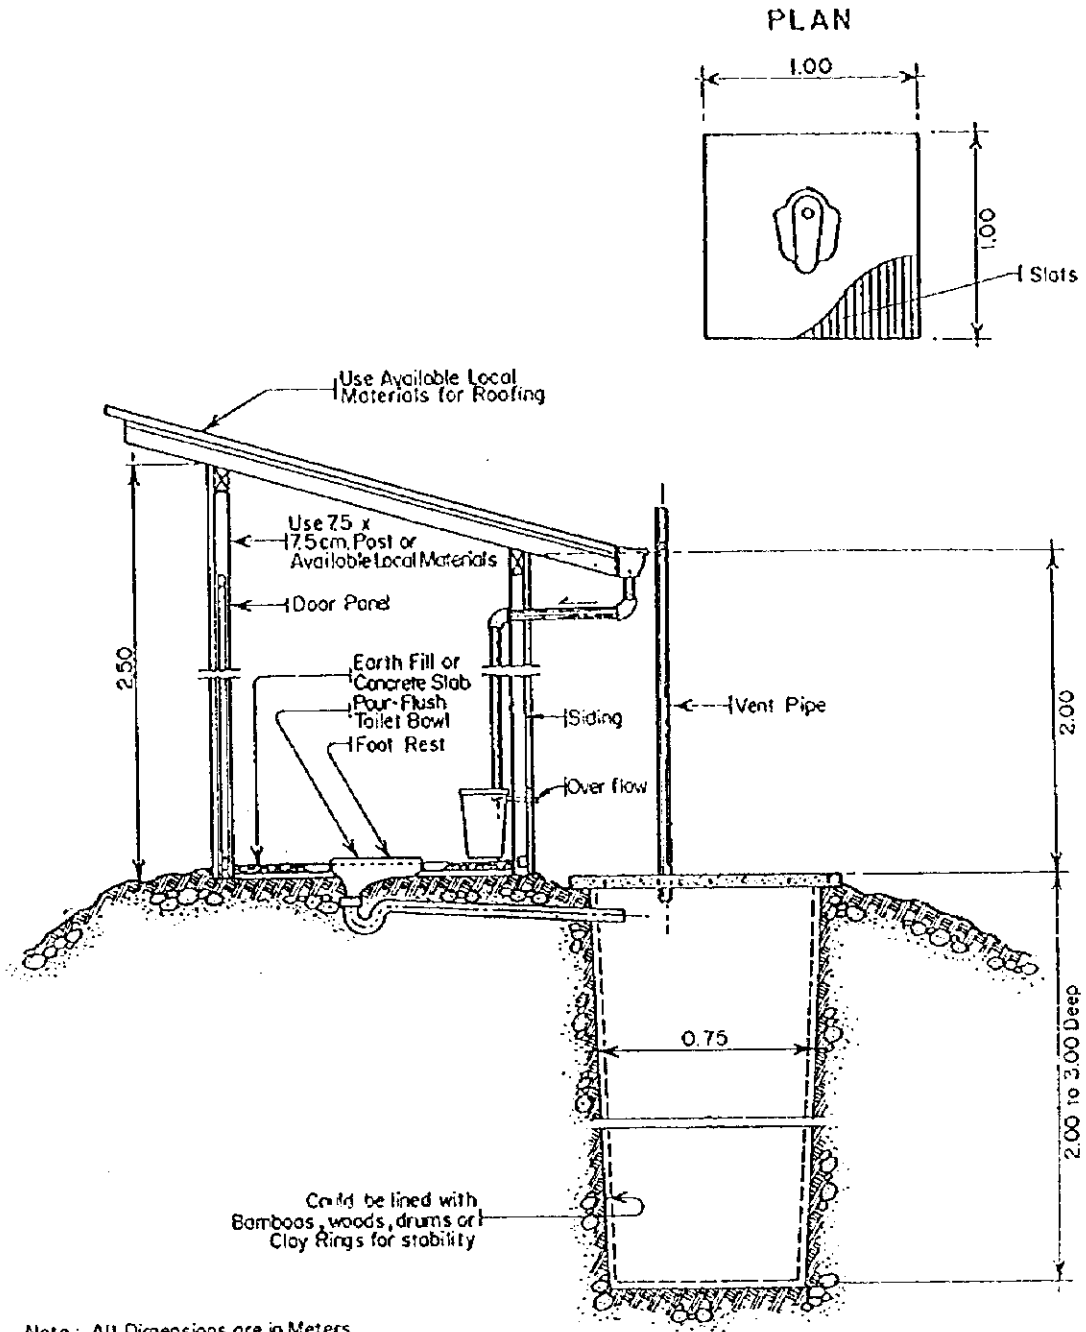 PLAN
1.00
1.00
Slats
Use Available Local
Materials for Roofing
Use 7.5 x
7.5cm. Post or
Available Local Materials
Door Panel
2.50
Earth Fill or
Concrete Slab
Pour-Flush
Toilet Bowl
Foot Rest
Siding
Over flow
Vent Pipe
2.00
0.75
2.00 to 3.00 Deep
Could be lined with
Bamboos, woods, drums or
Clay Rings for stability
Note: All Dimensions are in Meters